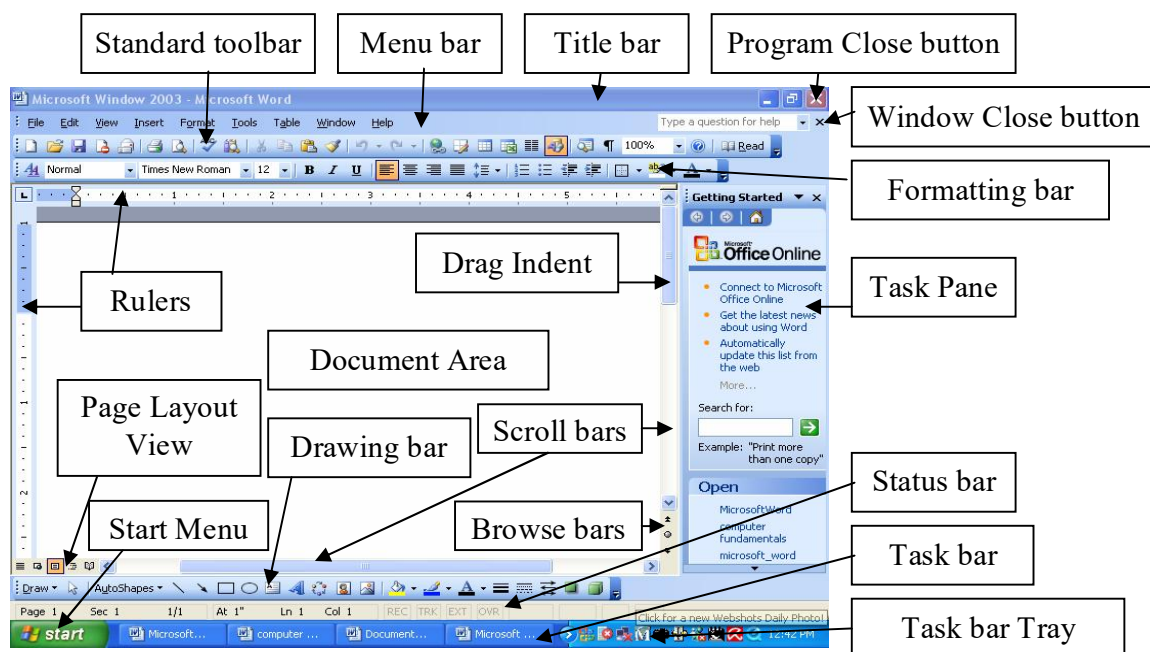 Standard toolbar
Menu bar
Title bar
Program Close button
Microsoft Window 2003 - Microsoft Word
File Edit View Insert Format Tools Table Window Help
Type a question for help
Window Close button
100%
Read
Normal
Times New Roman
12
B I U
A
Formatting bar
1 2 3 4 5
Getting Started
Microsoft
Office Online
Drag Indent
Rulers
Connect to Microsoft
Office Online
Get the latest news
about using Word
Automatically
update this list from
the web
More...
Task Pane
Document Area
Search for:
Example: "Print more
than one copy"
Page Layout
View
Drawing bar
Scroll bars
Status bar
Open
MicrosoftWord
computer
fundamentals
microsoft_word
Start Menu
Browse bars
Task bar
Draw AutoShapes
Page 1 Sec 1 1/1 At 1" Ln 1 Col 1 REC TRK EXT OVR
Click for a new Webshots Daily Photo!
start
Microsoft...
computer ...
Document...
Microsoft ...
12:42 PM
Task bar Tray